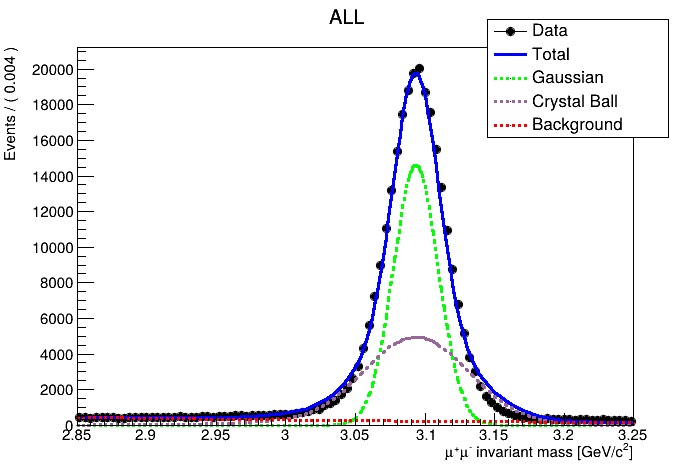 ALL
Data
Total
Gaussian
Crystal Ball
Background
Events / ( 0.004 )
20000
18000
16000
14000
12000
10000
8000
6000
4000
2000
0
2.85 2.9 2.95 3 3.05 3.1 3.15 3.2 3.25
μ⁺μ⁻ invariant mass [GeV/c²]